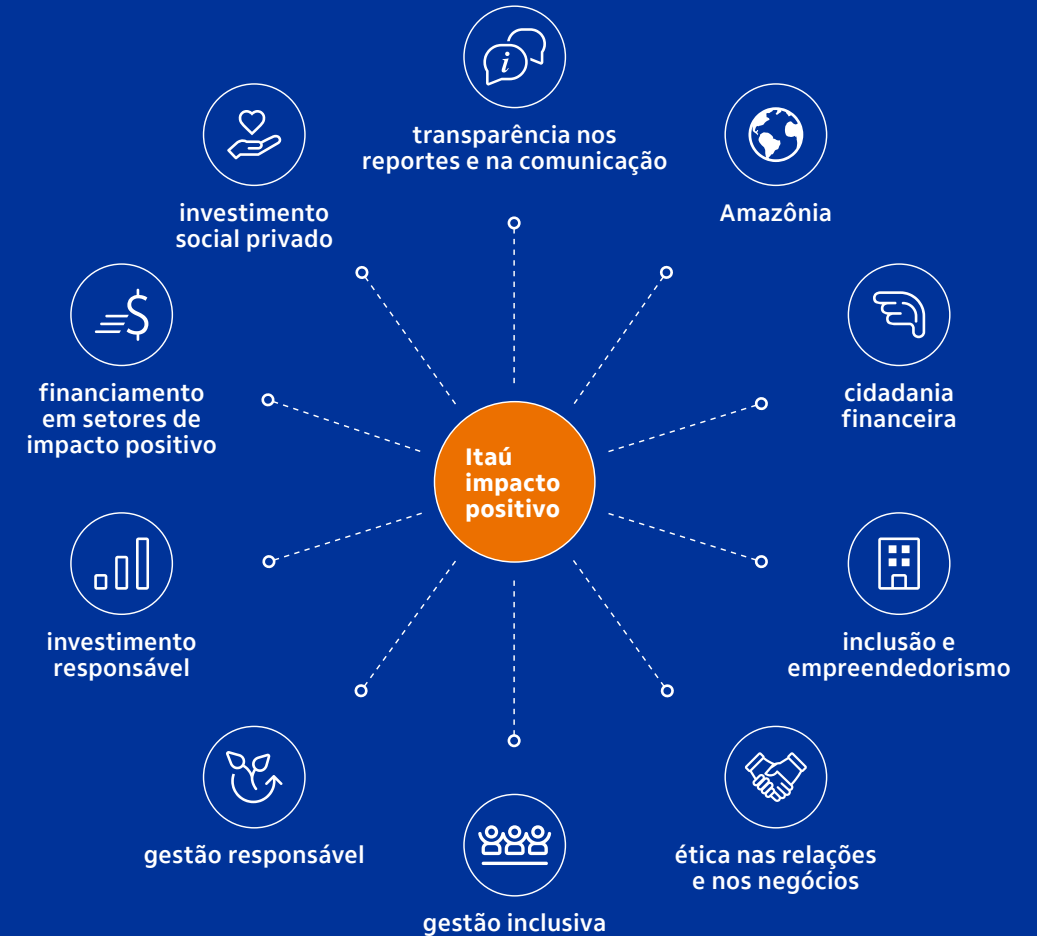 i
transparência nos
reportes e na comunicação
Amazônia
cidadania
financeira
inclusão e
empreendedorismo
ética nas relações
e nos negócios
gestão inclusiva
gestão responsável
investimento
responsável
$
financiamento
em setores de
impacto positivo
investimento
social privado
Itaú
impacto
positivo